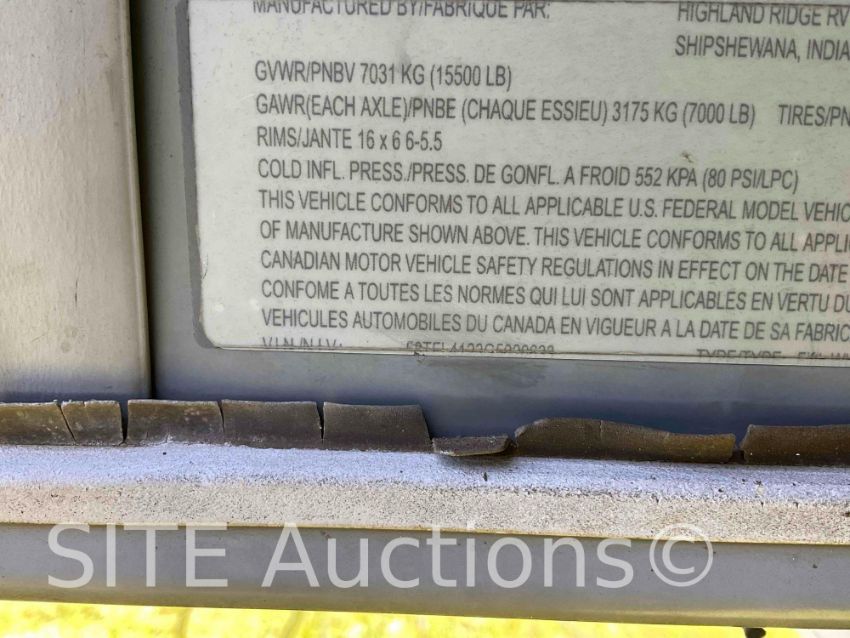 MANUFACTURED BY/FABRIQUE PAR: HIGHLAND RIDGE RV
SHIPSHEWANA, INDIA
GVWR/PNBV 7031 KG (15500 LB)
GAWR(EACH AXLE)/PNBE (CHAQUE ESSIEU) 3175 KG (7000 LB) TIRES/PN
RIMS/JANTE 16 x 6 6-5.5
COLD INFL. PRESS./PRESS. DE GONFL. A FROID 552 KPA (80 PSI/LPC)
THIS VEHICLE CONFORMS TO ALL APPLICABLE U.S. FEDERAL MODEL VEHIC
OF MANUFACTURE SHOWN ABOVE. THIS VEHICLE CONFORMS TO ALL APPLI
CANADIAN MOTOR VEHICLE SAFETY REGULATIONS IN EFFECT ON THE DATE
CONFOME A TOUTES LES NORMES QUI LUI SONT APPLICABLES EN VERTU DU
VEHICULES AUTOMOBILES DU CANADA EN VIGUEUR A LA DATE DE SA FABRIC
V.I.N./N.I.V.: TYPE/TYPE
SITE Auctions©